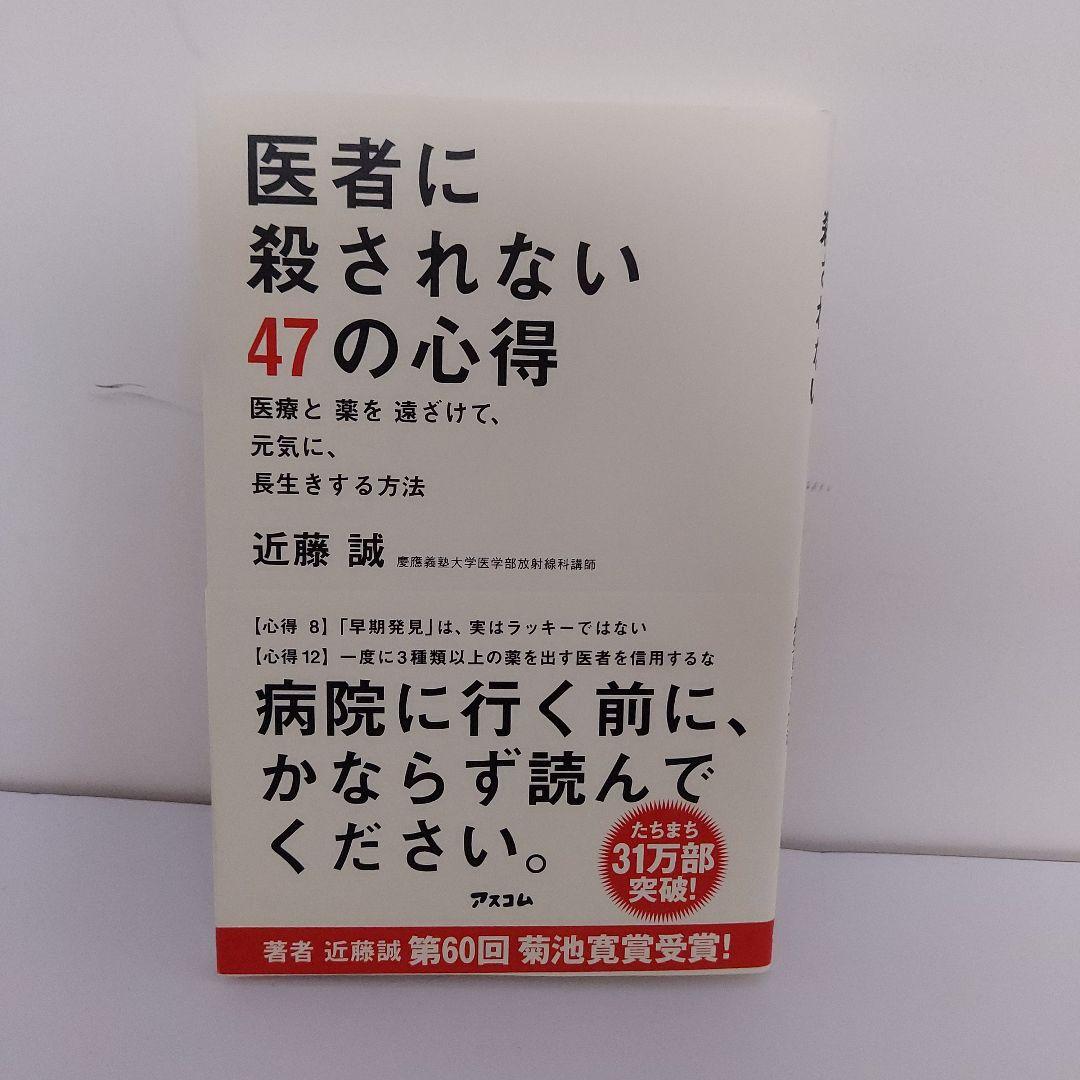 医者に
殺されない
47の心得
医療と 薬を 遠ざけて、
元気に、
長生きする方法
近藤 誠 慶應義塾大学医学部放射線科講師
【心得 8】「早期発見」は、実はラッキーではない
【心得12】一度に3種類以上の薬を出す医者を信用するな
病院に行く前に、
かならず読んで
ください。
たちまち
31万部
突破!
アスコム
著者 近藤誠 第60回 菊池寛賞受賞!